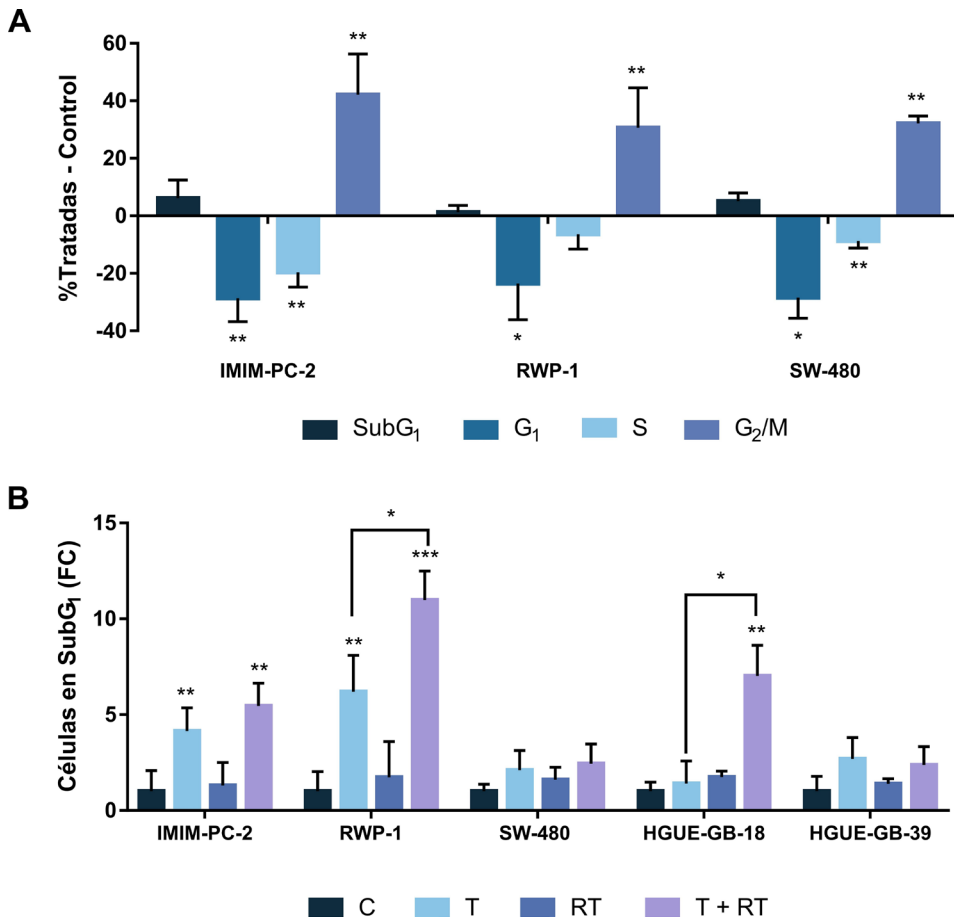 A
%Tratadas - Control
60
40
20
0
-20
-40
** ** ** ** * ** * ** **
IMIM-PC-2 RWP-1 SW-480
SubG₁ G₁ S G₂/M
B
Células en SubG₁ (FC)
15
10
5
0
** ** ** * *** * **
IMIM-PC-2 RWP-1 SW-480 HGUE-GB-18 HGUE-GB-39
C T RT T + RT